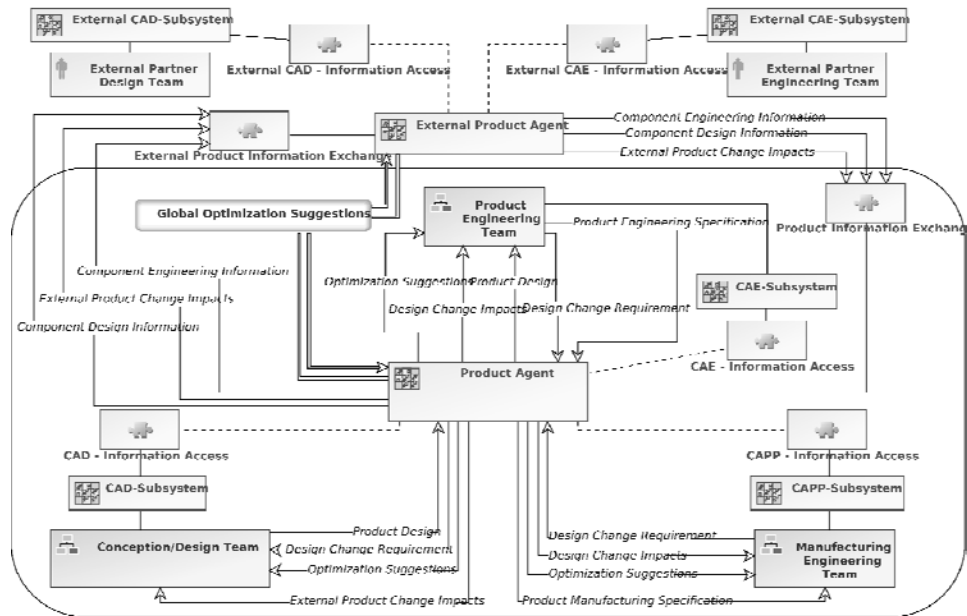 External CAD-Subsystem
External CAE-Subsystem
External Partner
Design Team
External CAD - Information Access
External CAE - Information Access
External Partner
Engineering Team
External Product Agent
Component Engineering Information
Component Design Information
External Product Change Impacts
External Product Information Exchange
Global Optimization Suggestions
Product
Engineering
Team
Product Engineering Specification
Product Information Exchang
Component Engineering Information
Optimization Suggestions
Product Design
External Product Change Impacts
Design Change Impacts
Design Change Requirement
CAE-Subsystem
Component Design Information
CAE - Information Access
Product Agent
CAD - Information Access
CAPP - Information Access
CAD-Subsystem
CAPP-Subsystem
Conception/Design Team
Product Design
Design Change Requirement
Optimization Suggestions
External Product Change Impacts
Design Change Requirement
Design Change Impacts
Optimization Suggestions
Product Manufacturing Specification
Manufacturing
Engineering
Team